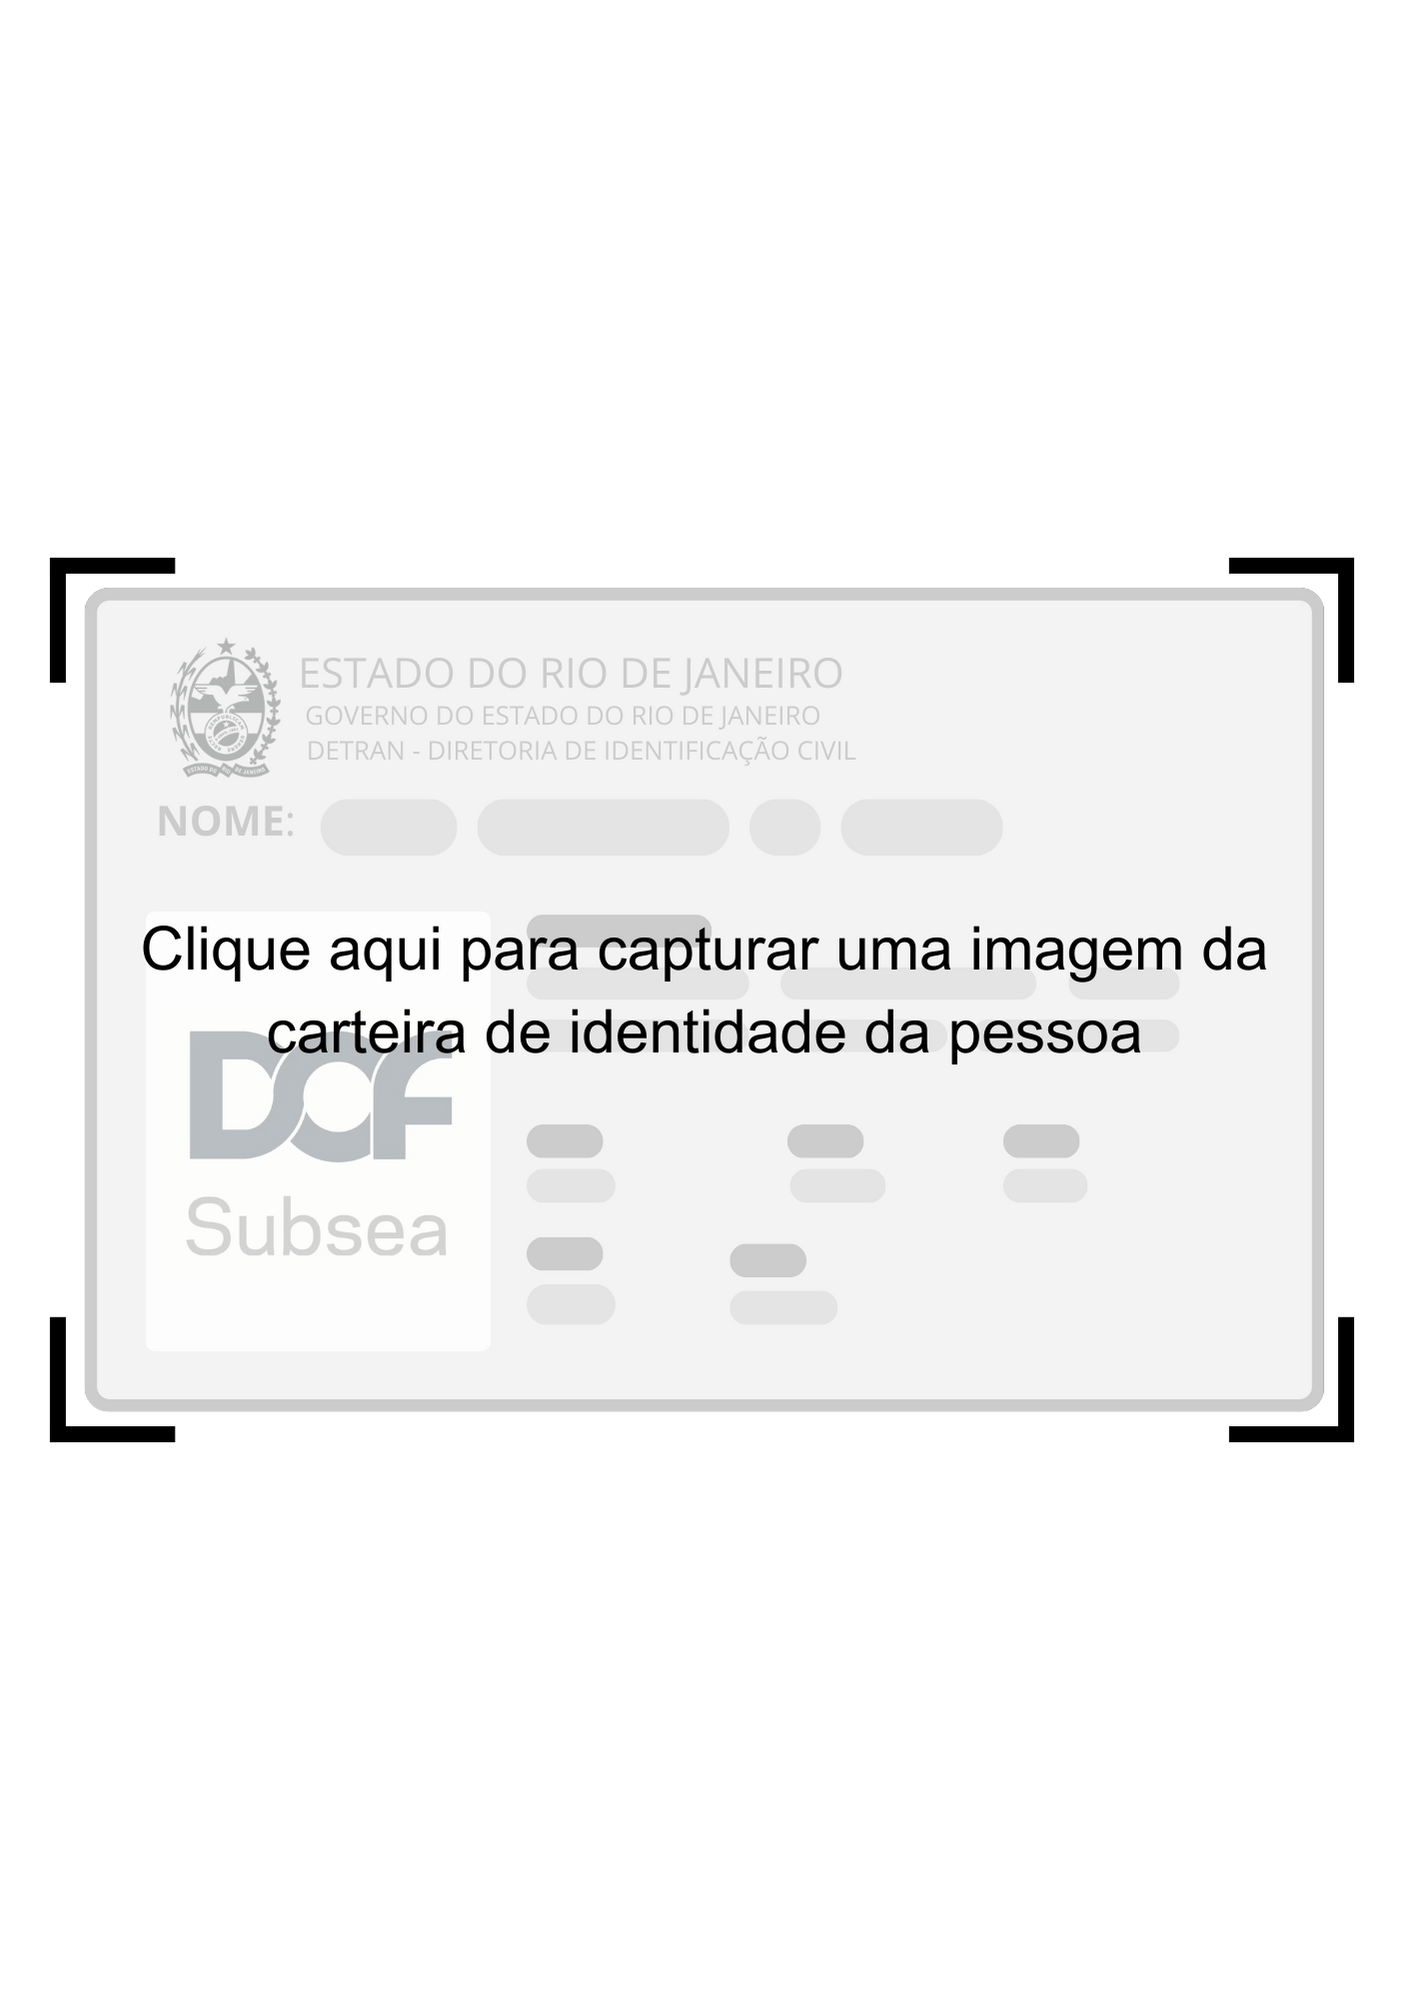 ESTADO DO RIO DE JANEIRO
GOVERNO DO ESTADO DO RIO DE JANEIRO
DETRAN - DIRETORIA DE IDENTIFICAÇÃO CIVIL
NOME:
Clique aqui para capturar uma imagem da
carteira de identidade da pessoa
DOF
Subsea